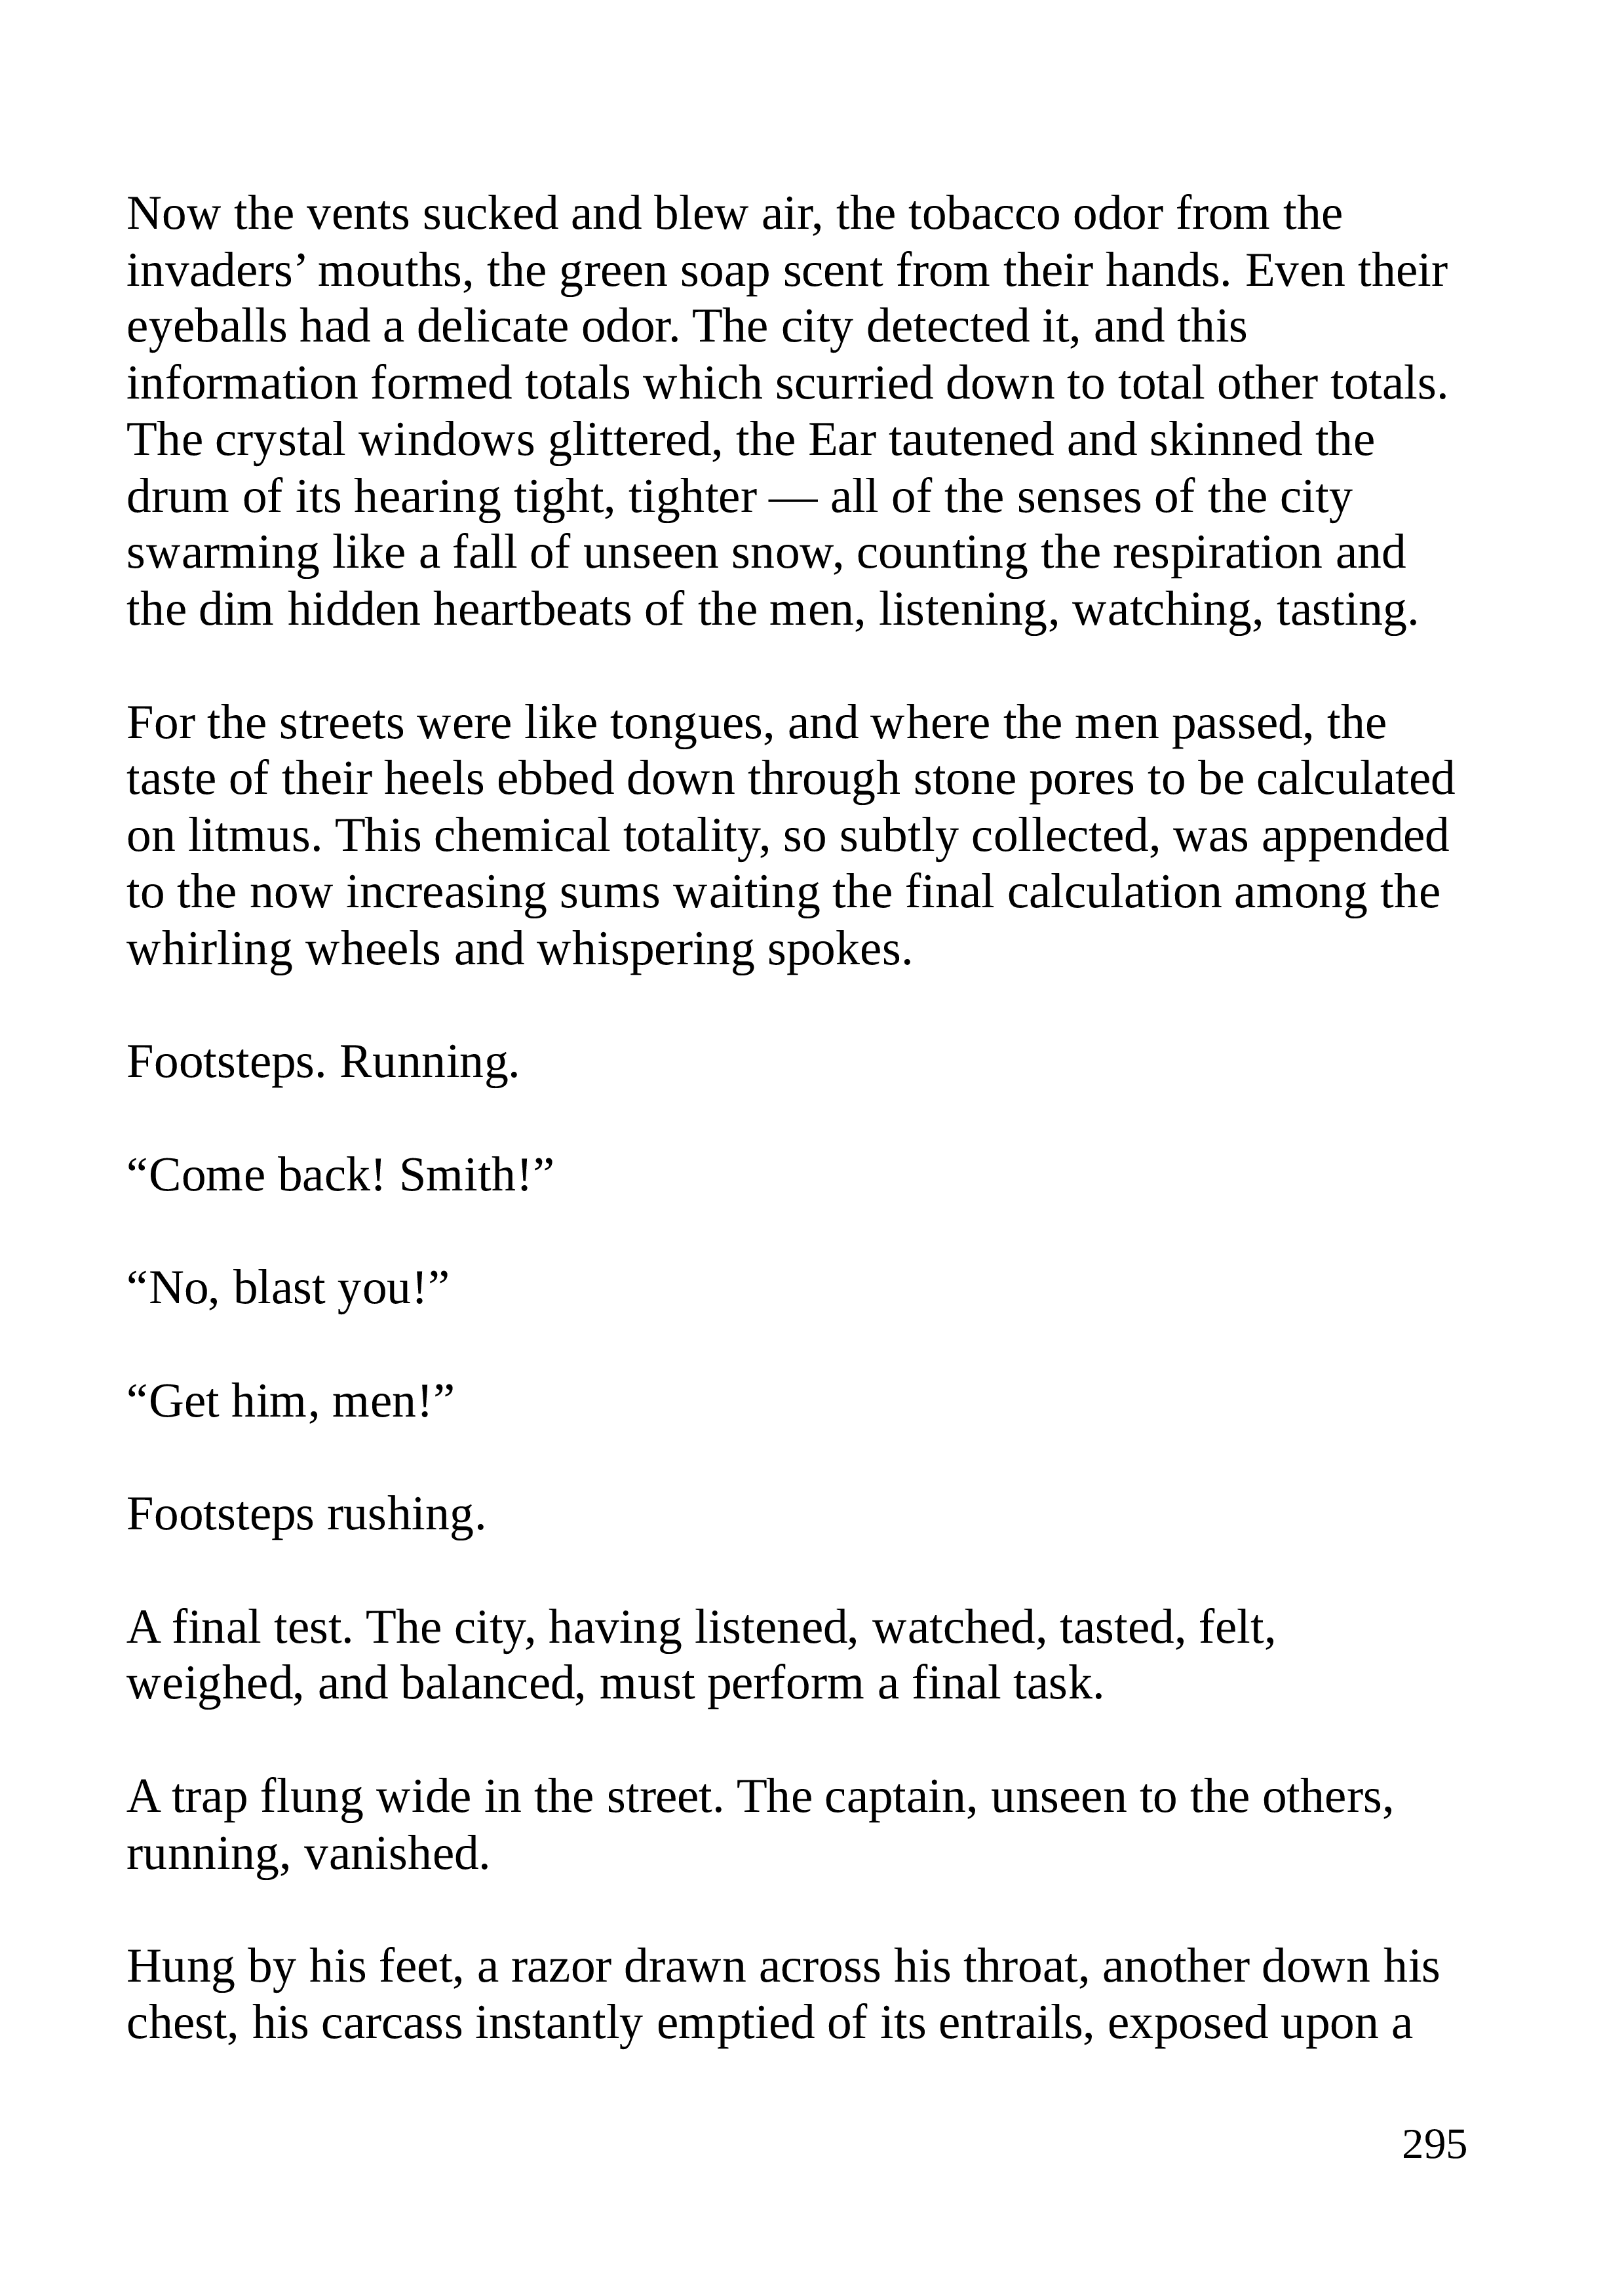 Now the vents sucked and blew air, the tobacco odor from the
invaders’ mouths, the green soap scent from their hands. Even their
eyeballs had a delicate odor. The city detected it, and this
information formed totals which scurried down to total other totals.
The crystal windows glittered, the Ear tautened and skinned the
drum of its hearing tight, tighter — all of the senses of the city
swarming like a fall of unseen snow, counting the respiration and
the dim hidden heartbeats of the men, listening, watching, tasting.
For the streets were like tongues, and where the men passed, the
taste of their heels ebbed down through stone pores to be calculated
on litmus. This chemical totality, so subtly collected, was appended
to the now increasing sums waiting the final calculation among the
whirling wheels and whispering spokes.
Footsteps. Running.
“Come back! Smith!”
“No, blast you!”
“Get him, men!”
Footsteps rushing.
A final test. The city, having listened, watched, tasted, felt,
weighed, and balanced, must perform a final task.
A trap flung wide in the street. The captain, unseen to the others,
running, vanished.
Hung by his feet, a razor drawn across his throat, another down his
chest, his carcass instantly emptied of its entrails, exposed upon a
295